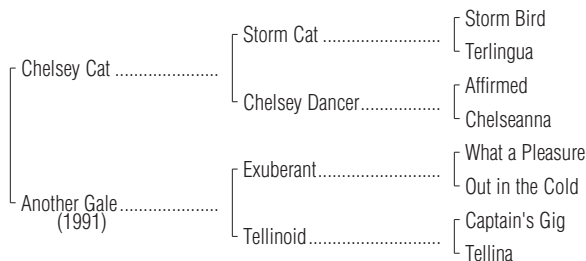 Storm Bird
Storm Cat ........................
Terlingua
Chelsey Cat ........................
Affirmed
Chelsey Dancer....................
Chelseanna
What a Pleasure
Exuberant............................
Out in the Cold
Another Gale.......................
(1991)
Captain's Gig
Tellinoid..............................
Tellina